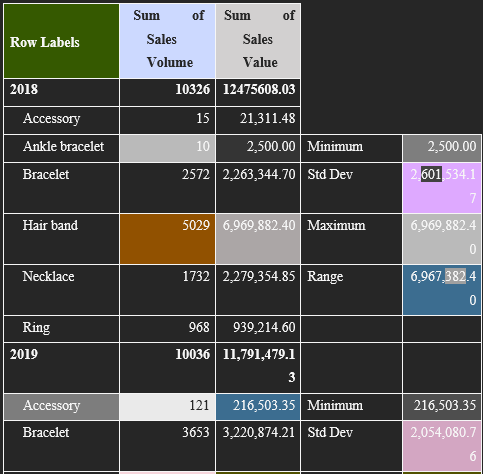 Row Labels Sum of Sales Volume Sum of Sales Value
2018 10326 12475608.03
Accessory 15 21,311.48
Ankle bracelet 10 2,500.00 Minimum 2,500.00
Bracelet 2572 2,263,344.70 Std Dev 2,601,534.17
Hair band 5029 6,969,882.40 Maximum 6,969,882.40
Necklace 1732 2,279,354.85 Range 6,967,382.40
Ring 968 939,214.60
2019 10036 11,791,479.13
Accessory 121 216,503.35 Minimum 216,503.35
Bracelet 3653 3,220,874.21 Std Dev 2,054,080.76